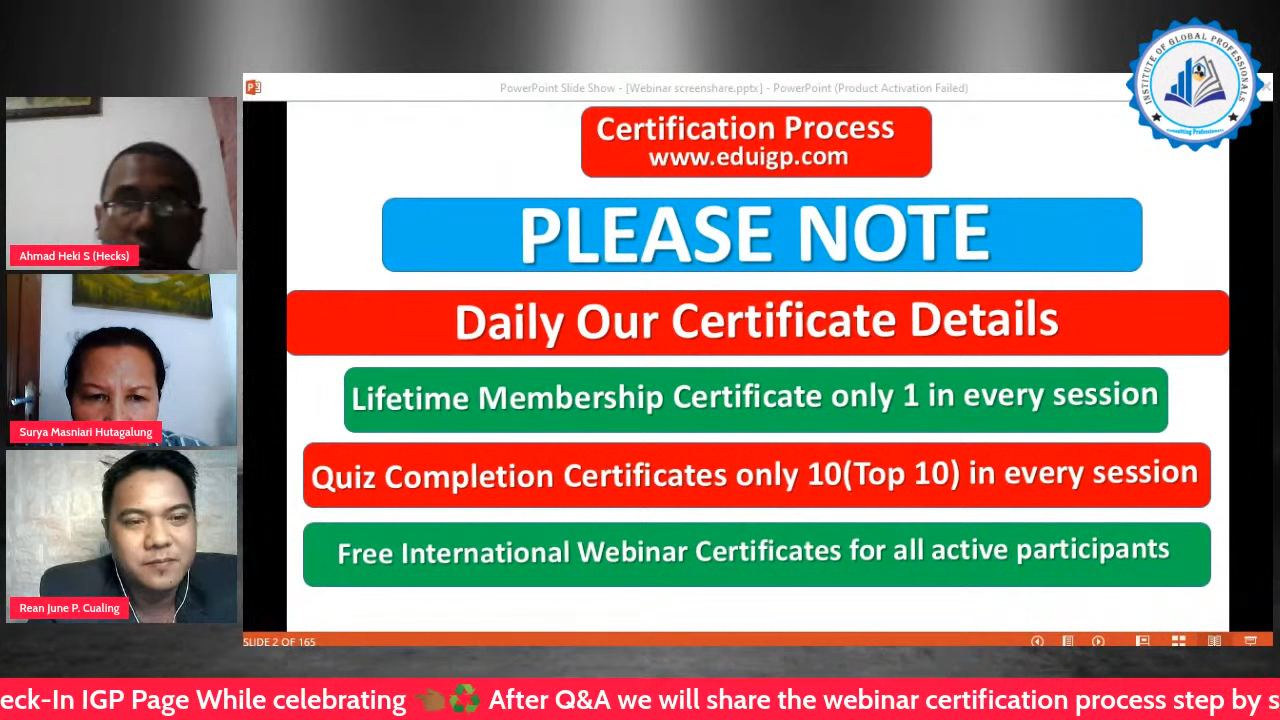 PowerPoint Slide Show - [Webinar screenshare.pptx] - PowerPoint (Product Activation Failed)
INSTITUTE OF GLOBAL PROFESSIONALS
Consulting Professionals
Certification Process
www.eduigp.com
PLEASE NOTE
Daily Our Certificate Details
Lifetime Membership Certificate only 1 in every session
Quiz Completion Certificates only 10(Top 10) in every session
Free International Webinar Certificates for all active participants
Ahmad Heki S (Hecks)
Surya Masniari Hutagalung
Rean June P. Cualing
SLIDE 2 OF 165
eck-In IGP Page While celebrating 👈🏾♻️ After Q&A we will share the webinar certification process step by s